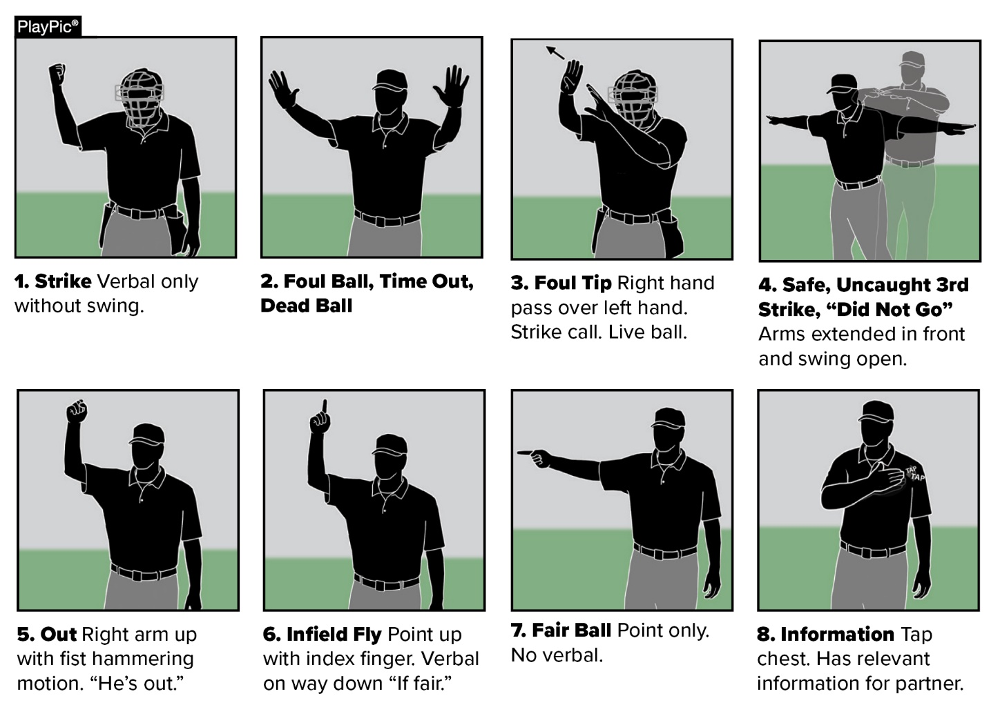 PlayPic®
1. Strike Verbal only
without swing.
2. Foul Ball, Time Out,
Dead Ball
3. Foul Tip Right hand
pass over left hand.
Strike call. Live ball.
4. Safe, Uncaught 3rd
Strike, “Did Not Go”
Arms extended in front
and swing open.
TAP
TAP
5. Out Right arm up
with fist hammering
motion. “He’s out.”
6. Infield Fly Point up
with index finger. Verbal
on way down “If fair.”
7. Fair Ball Point only.
No verbal.
8. Information Tap
chest. Has relevant
information for partner.